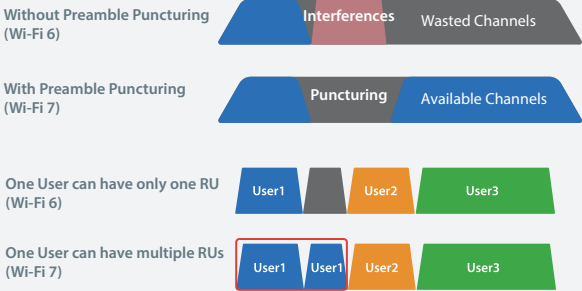 Without Preamble Puncturing
(Wi-Fi 6)
Interferences
Wasted Channels
With Preamble Puncturing
(Wi-Fi 7)
Puncturing
Available Channels
One User can have only one RU
(Wi-Fi 6)
User1
User2
User3
One User can have multiple RUs
(Wi-Fi 7)
User1
User1
User2
User3